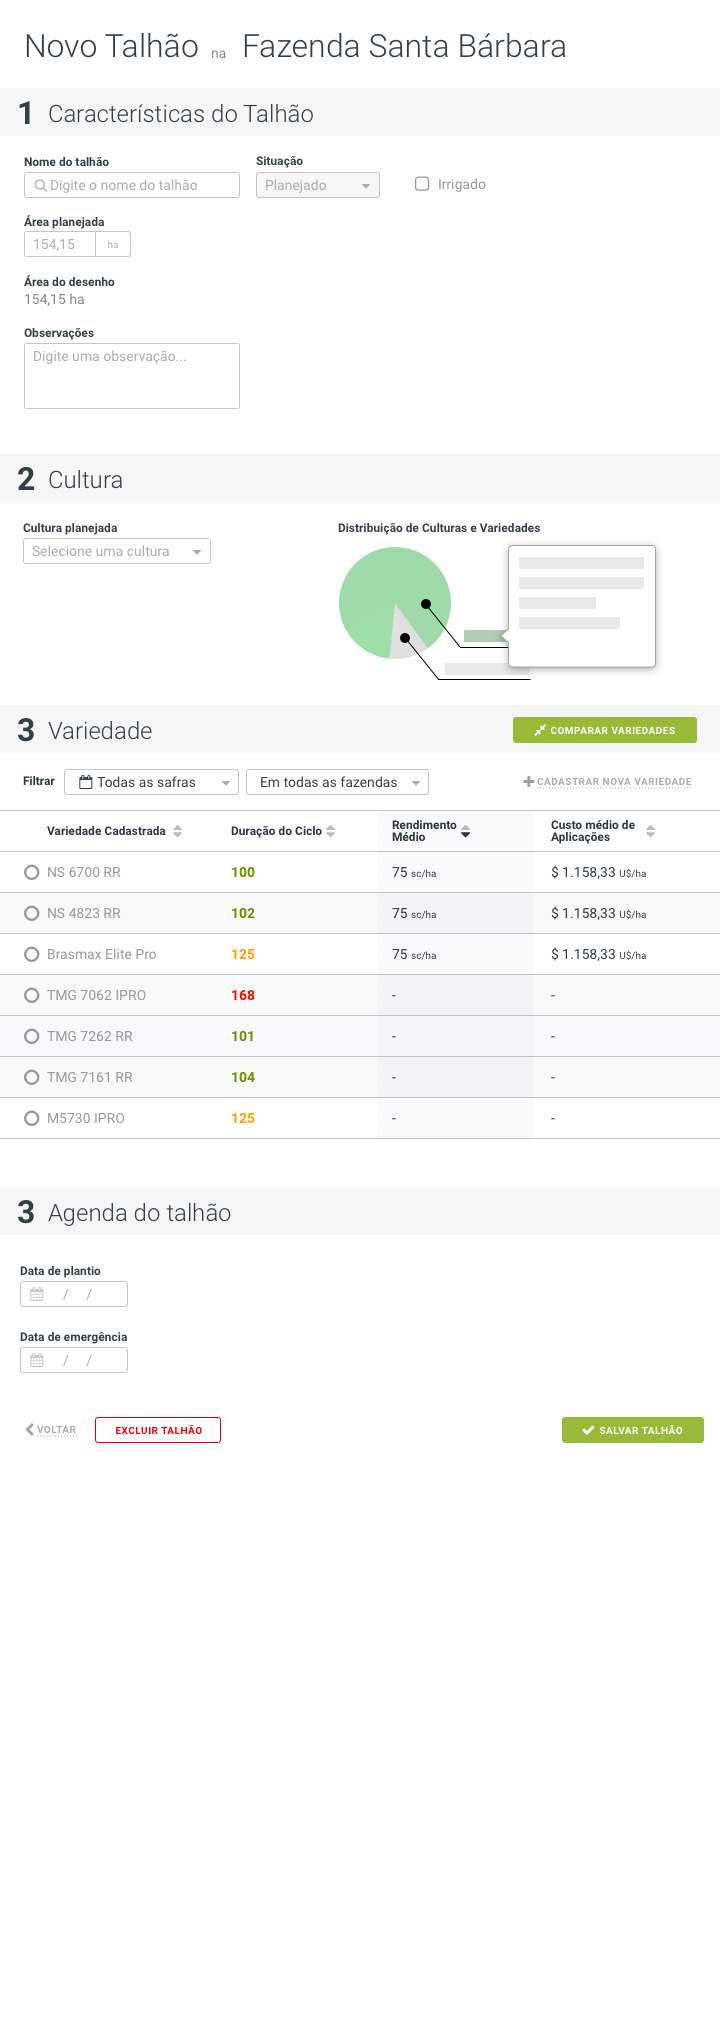 Novo Talhão na Fazenda Santa Bárbara
1 Características do Talhão
Nome do talhão
Situação
Digite o nome do talhão
Planejado
Irrigado
Área planejada
154,15 ha
Área do desenho
154,15 ha
Observações
Digite uma observação...
2 Cultura
Cultura planejada
Distribuição de Culturas e Variedades
Selecione uma cultura
3 Variedade
COMPARAR VARIEDADES
Filtrar
Todas as safras
Em todas as fazendas
CADASTRAR NOVA VARIEDADE
Variedade Cadastrada
Duração do Ciclo
Rendimento
Médio
Custo médio de
Aplicações
NS 6700 RR 100 75 sc/ha $ 1.158,33 U$/ha
NS 4823 RR 102 75 sc/ha $ 1.158,33 U$/ha
Brasmax Elite Pro 125 75 sc/ha $ 1.158,33 U$/ha
TMG 7062 IPRO 168 - -
TMG 7262 RR 101 - -
TMG 7161 RR 104 - -
M5730 IPRO 125 - -
3 Agenda do talhão
Data de plantio
/ /
Data de emergência
/ /
VOLTAR
EXCLUIR TALHÃO
SALVAR TALHÃO